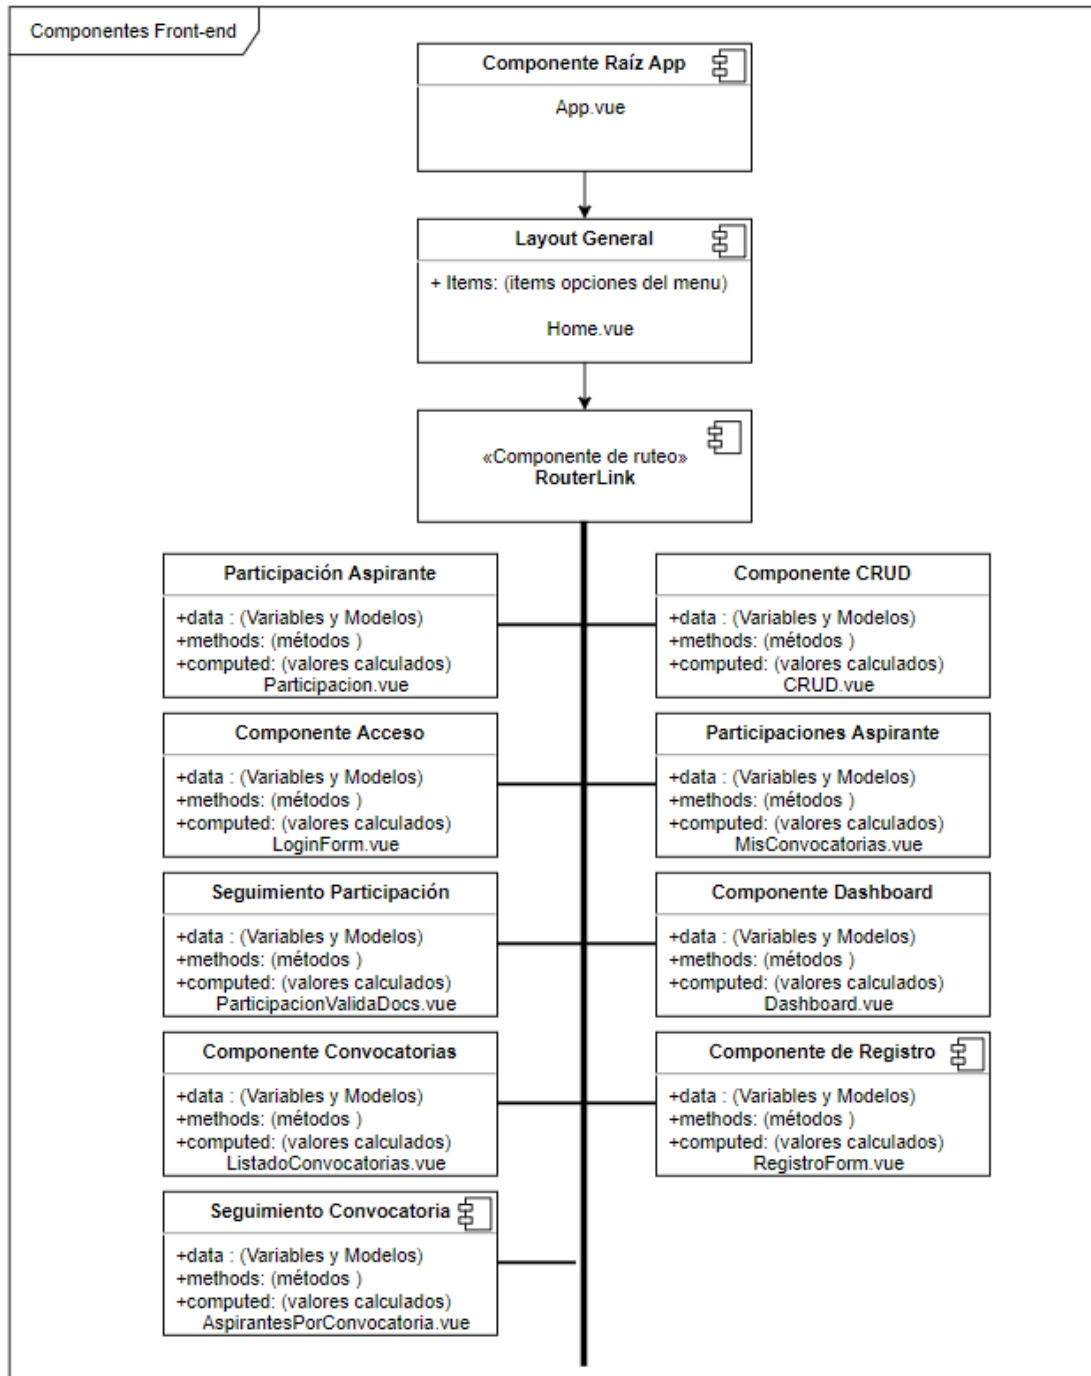 Componentes Front-end
Componente Raíz App
App.vue
Layout General
+ Items: (items opciones del menu)
Home.vue
«Componente de ruteo»
RouterLink
Participación Aspirante
+data : (Variables y Modelos)
+methods: (métodos )
+computed: (valores calculados)
Participacion.vue
Componente CRUD
+data : (Variables y Modelos)
+methods: (métodos )
+computed: (valores calculados)
CRUD.vue
Componente Acceso
+data : (Variables y Modelos)
+methods: (métodos )
+computed: (valores calculados)
LoginForm.vue
Participaciones Aspirante
+data : (Variables y Modelos)
+methods: (métodos )
+computed: (valores calculados)
MisConvocatorias.vue
Seguimiento Participación
+data : (Variables y Modelos)
+methods: (métodos )
+computed: (valores calculados)
ParticipacionValidaDocs.vue
Componente Dashboard
+data : (Variables y Modelos)
+methods: (métodos )
+computed: (valores calculados)
Dashboard.vue
Componente Convocatorias
+data : (Variables y Modelos)
+methods: (métodos )
+computed: (valores calculados)
ListadoConvocatorias.vue
Componente de Registro
+data : (Variables y Modelos)
+methods: (métodos )
+computed: (valores calculados)
RegistroForm.vue
Seguimiento Convocatoria
+data : (Variables y Modelos)
+methods: (métodos )
+computed: (valores calculados)
AspirantesPorConvocatoria.vue